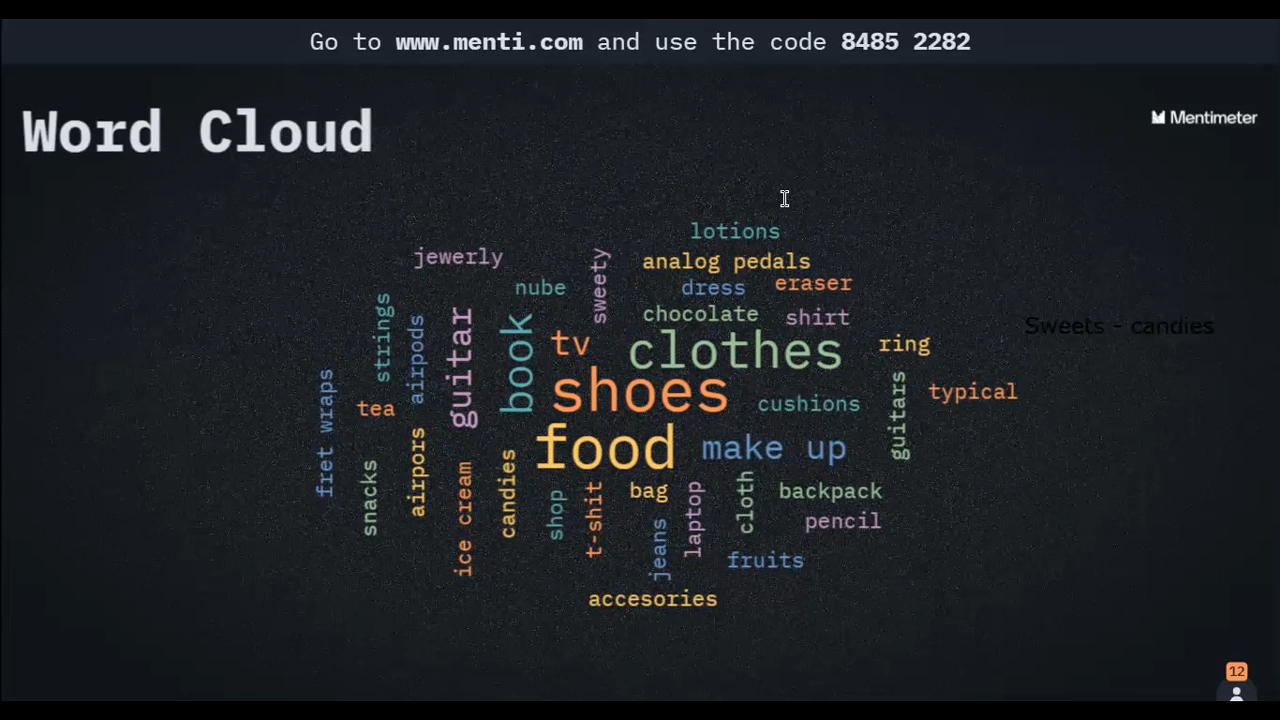 Go to www.menti.com and use the code 8485 2282
Word Cloud
Mentimeter
lotions
jewerly
sweety
analog pedals
nube
dress
eraser
strings
airpods
guitar
book
chocolate
shirt
Sweets - candies
tv
clothes
ring
fret wraps
tea
shoes
cushions
guitars
typical
airpors
food
make up
snacks
ice cream
candies
shop
t-shit
bag
laptop
cloth
backpack
pencil
jeans
fruits
accesories
12